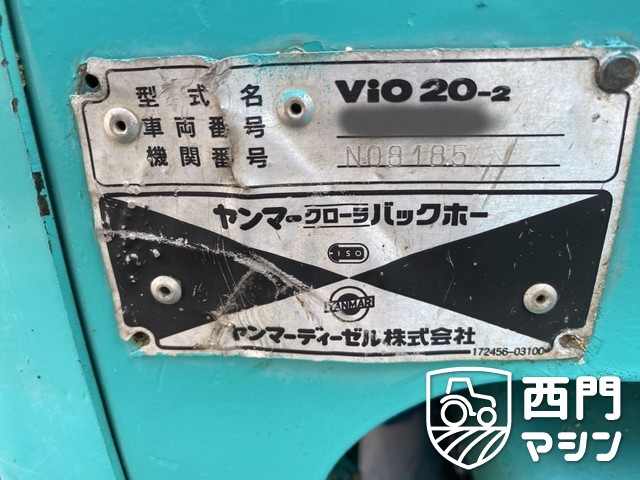 型式名 ViO 20-2
車両番号
機関番号 N08185
ヤンマークローラバックホー
ISO
YANMAR
ヤンマーディーゼル株式会社
172456-03100
西門
マシン